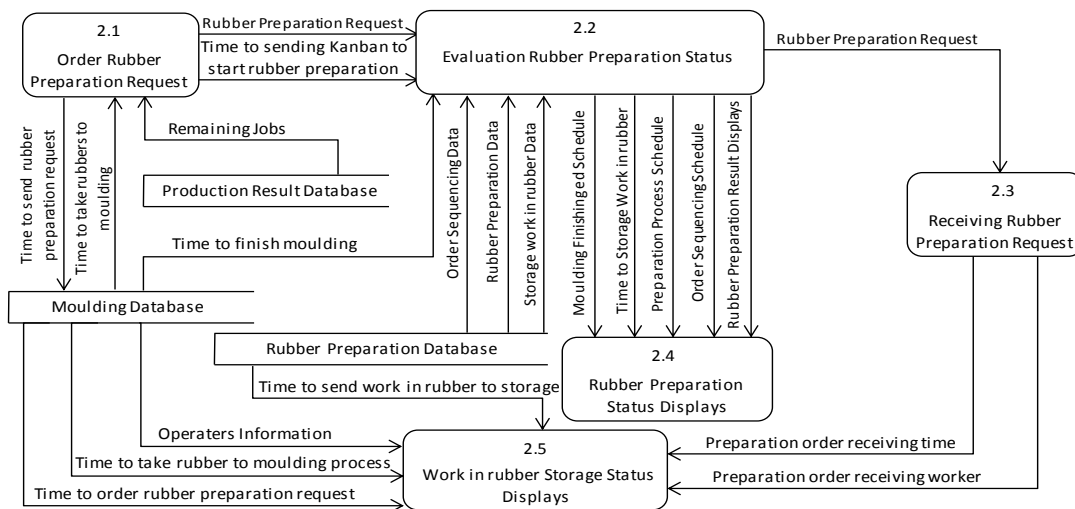 2.1
Order Rubber
Preparation Request
Rubber Preparation Request
Time to sending Kanban to
start rubber preparation
2.2
Evaluation Rubber Preparation Status
Rubber Preparation Request
Time to send rubber
preparation request
Time to take rubbers to
moulding
Remaining Jobs
Production Result Database
Time to finish moulding
Order Sequencing Data
Rubber Preparation Data
Storage work in rubber Data
Moulding Finishinged Schedule
Time to Storage Work in rubber
Preparation Process Schedule
Order Sequencing Schedule
Rubber Preparation Result Displays
2.3
Receiving Rubber
Preparation Request
Moulding Database
Rubber Preparation Database
2.4
Rubber Preparation
Status Displays
Time to send work in rubber to storage
Operaters Information
Time to take rubber to moulding process
Time to order rubber preparation request
2.5
Work in rubber Storage Status
Displays
Preparation order receiving time
Preparation order receiving worker